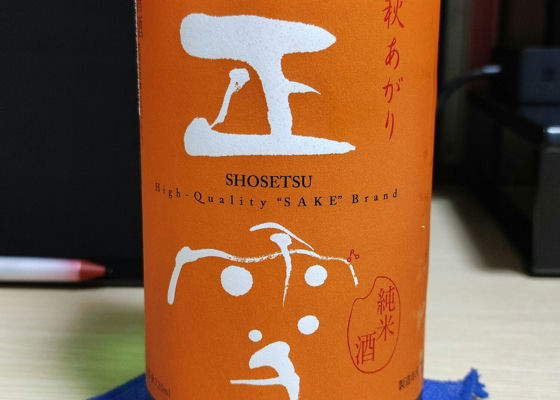 秋あがり
正雪
SHOSETSU
High-Quality "SAKE" Brand
純米
酒